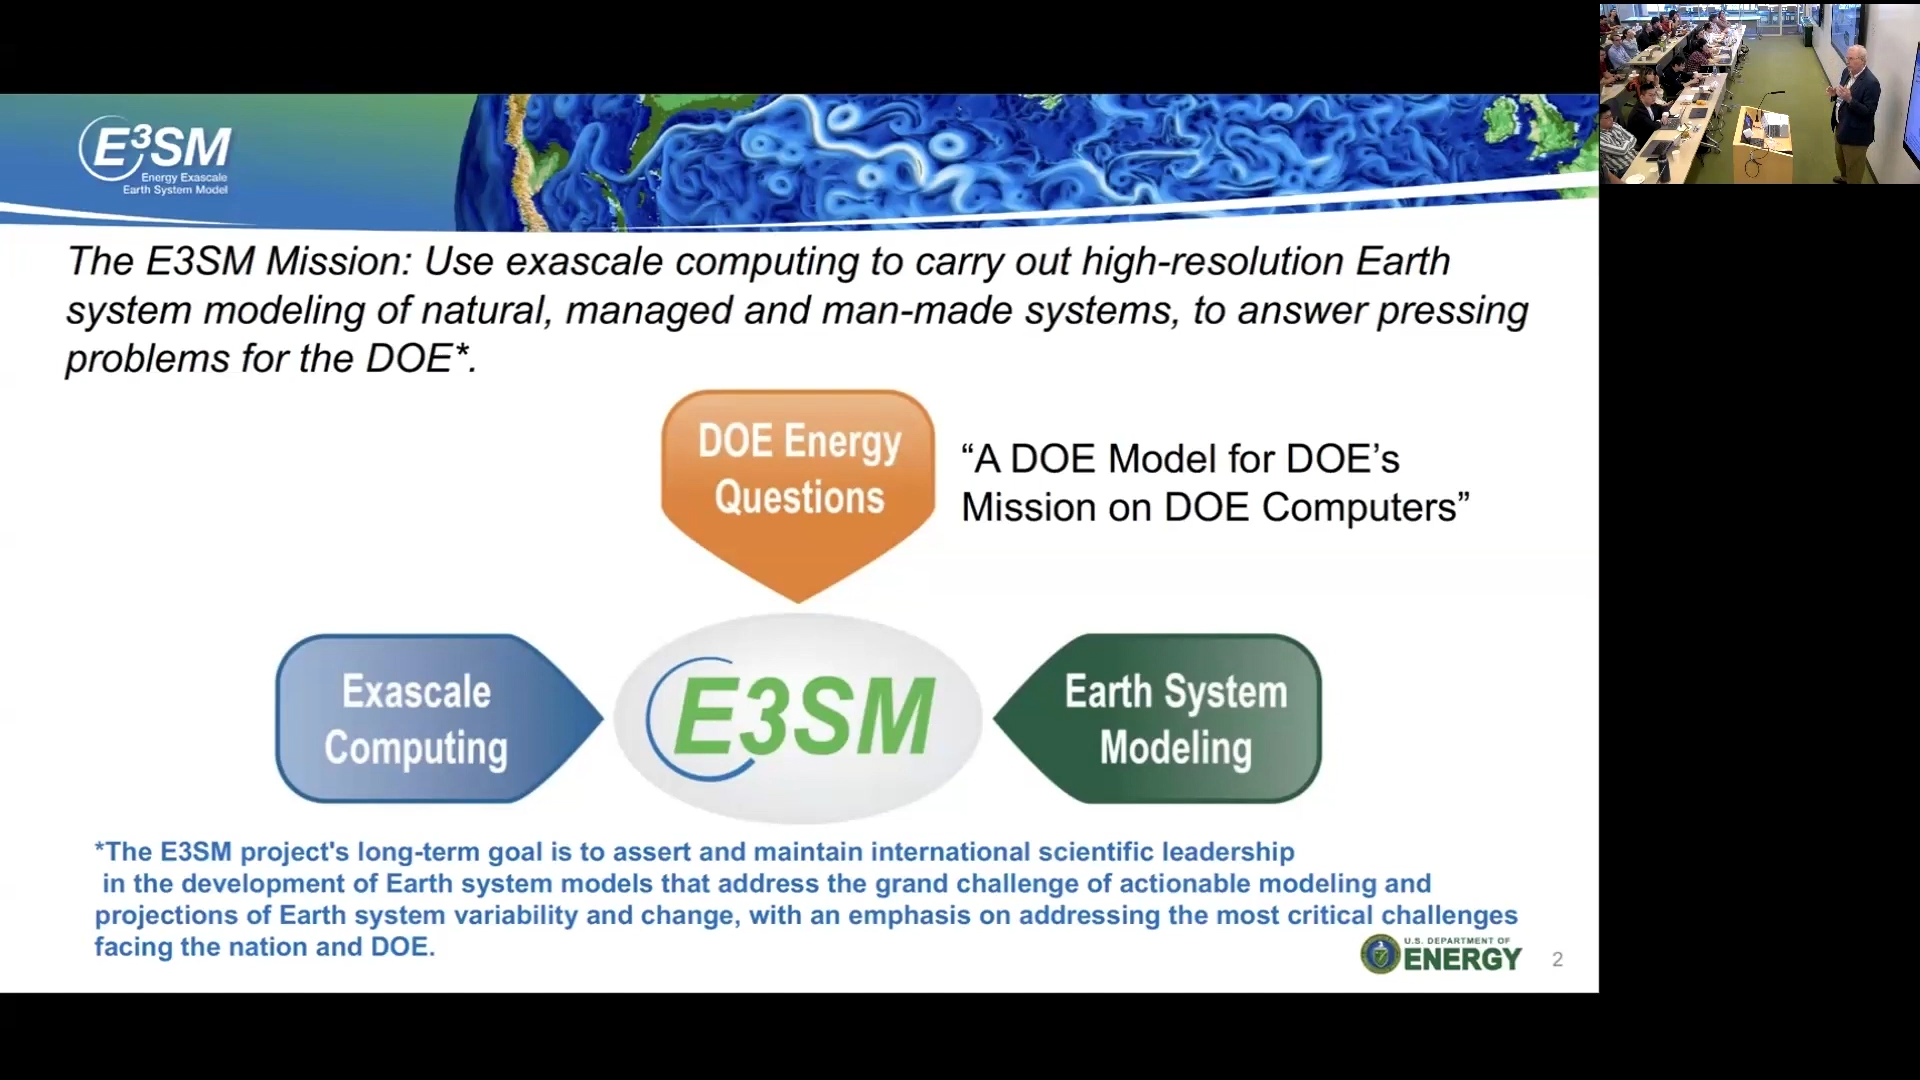 E³SM
Energy Exascale
Earth System Model
The E3SM Mission: Use exascale computing to carry out high-resolution Earth
system modeling of natural, managed and man-made systems, to answer pressing
problems for the DOE*.
DOE Energy
Questions
“A DOE Model for DOE’s
Mission on DOE Computers”
Exascale
Computing
E3SM
Earth System
Modeling
*The E3SM project's long-term goal is to assert and maintain international scientific leadership
in the development of Earth system models that address the grand challenge of actionable modeling and
projections of Earth system variability and change, with an emphasis on addressing the most critical challenges
facing the nation and DOE.
U.S. DEPARTMENT OF
ENERGY
2